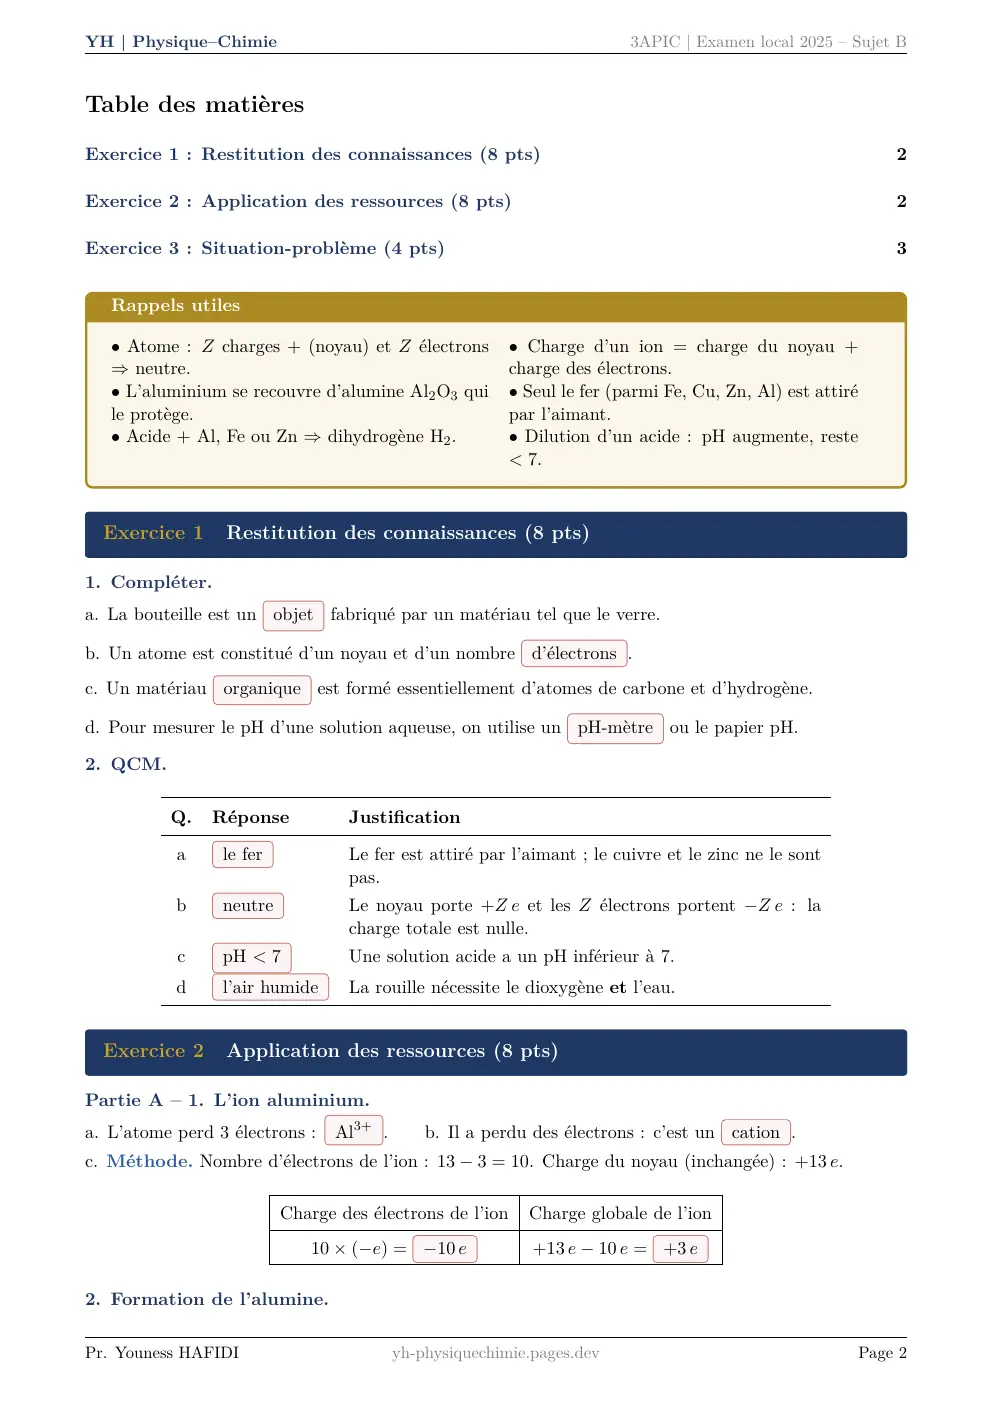 YH | Physique–Chimie 3APIC | Examen local 2025 – Sujet B
Table des matières
Exercice 1 : Restitution des connaissances (8 pts) 2
Exercice 2 : Application des ressources (8 pts) 2
Exercice 3 : Situation-problème (4 pts) 3
Rappels utiles
• Atome : Z charges + (noyau) et Z électrons
⇒ neutre.
• L'aluminium se recouvre d'alumine Al₂O₃ qui
le protège.
• Acide + Al, Fe ou Zn ⇒ dihydrogène H₂.
• Charge d'un ion = charge du noyau +
charge des électrons.
• Seul le fer (parmi Fe, Cu, Zn, Al) est attiré
par l'aimant.
• Dilution d'un acide : pH augmente, reste
< 7.
Exercice 1 Restitution des connaissances (8 pts)
1. Compléter.
a. La bouteille est un objet fabriqué par un matériau tel que le verre.
b. Un atome est constitué d'un noyau et d'un nombre d'électrons.
c. Un matériau organique est formé essentiellement d'atomes de carbone et d'hydrogène.
d. Pour mesurer le pH d'une solution aqueuse, on utilise un pH-mètre ou le papier pH.
2. QCM.
Q. Réponse Justification
a le fer Le fer est attiré par l'aimant ; le cuivre et le zinc ne le sont
pas.
b neutre Le noyau porte +Z e et les Z électrons portent −Z e : la
charge totale est nulle.
c pH < 7 Une solution acide a un pH inférieur à 7.
d l'air humide La rouille nécessite le dioxygène et l'eau.
Exercice 2 Application des ressources (8 pts)
Partie A – 1. L'ion aluminium.
a. L'atome perd 3 électrons : Al³⁺. b. Il a perdu des électrons : c'est un cation.
c. Méthode. Nombre d'électrons de l'ion : 13 − 3 = 10. Charge du noyau (inchangée) : +13 e.
Charge des électrons de l'ion Charge globale de l'ion
10 × (−e) = −10 e +13 e − 10 e = +3 e
2. Formation de l'alumine.
Pr. Youness HAFIDI yh-physiquechimie.pages.dev Page 2